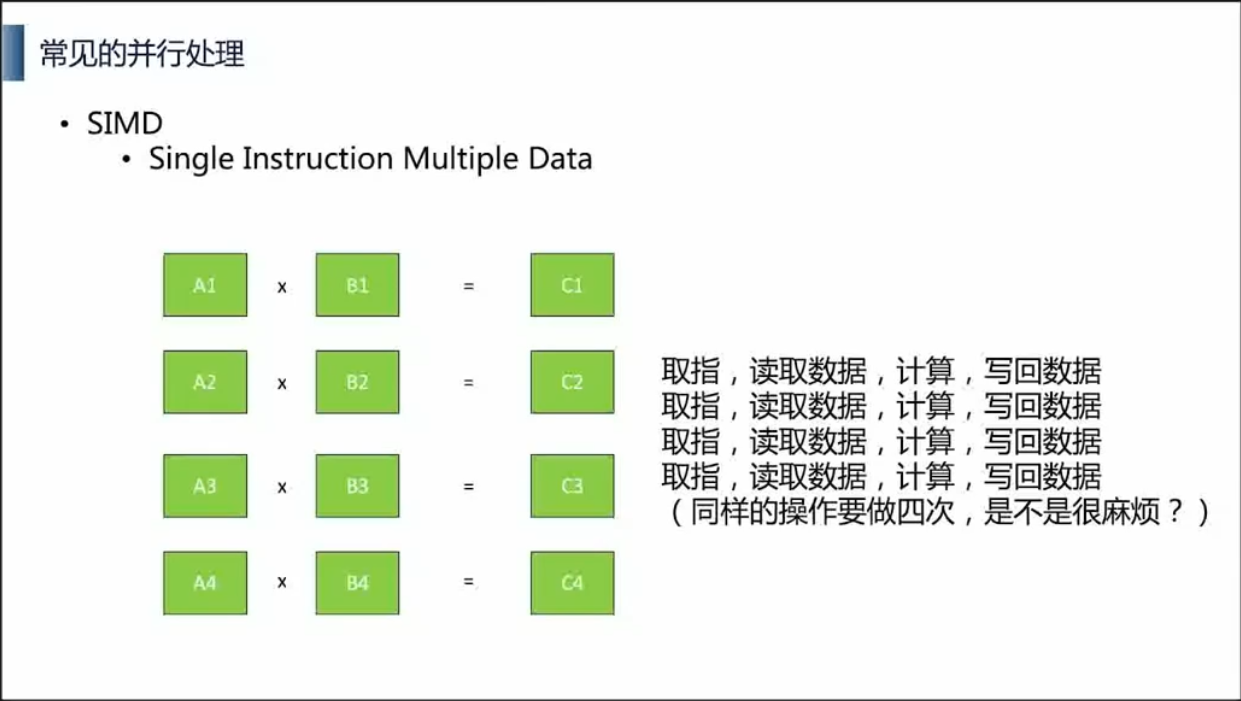 常见的并行处理
• SIMD
• Single Instruction Multiple Data
A1 x B1 = C1
A2 x B2 = C2
A3 x B3 = C3
A4 x B4 = C4
取指，读取数据，计算，写回数据
取指，读取数据，计算，写回数据
取指，读取数据，计算，写回数据
取指，读取数据，计算，写回数据
（同样的操作要做四次，是不是很麻烦？）